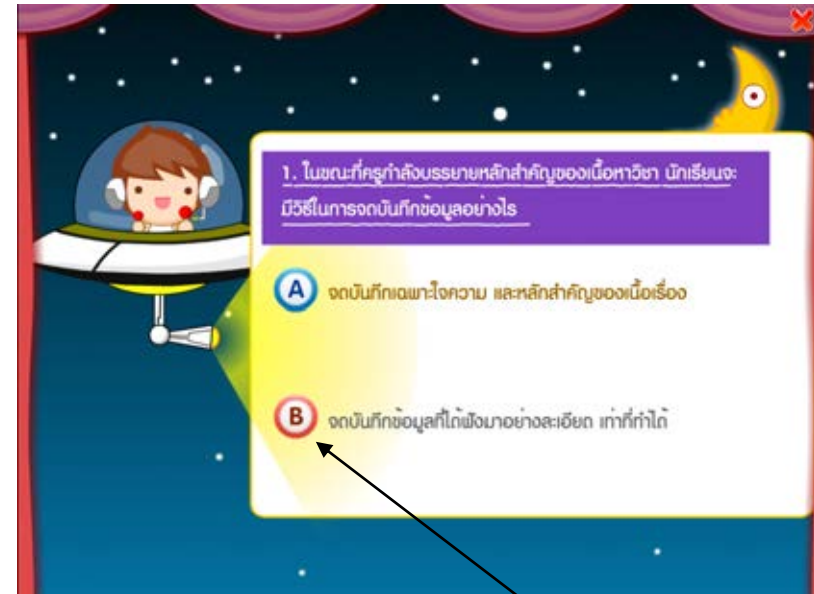 1. ในขณะที่ครูกำลังบรรยายหลักสำคัญของเนื้อหาวิชา นักเรียนจะ
มีวิธีในการจดบันทึกข้อมูลอย่างไร
A จดบันทึกเฉพาะใจความ และหลักสำคัญของเนื้อเรื่อง
B จดบันทึกข้อมูลที่ได้ฟังมาอย่างละเอียด เท่าที่ทำได้